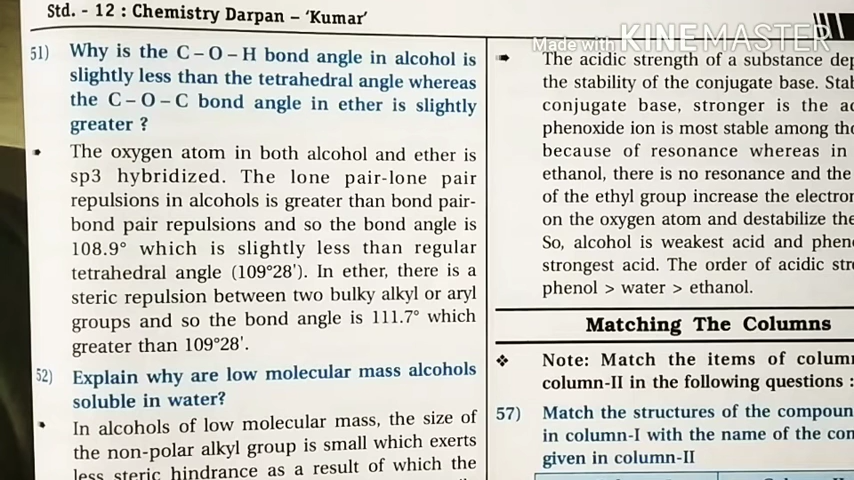 Std. - 12 : Chemistry Darpan – 'Kumar'
Made with KINEMASTER
51) Why is the C – O – H bond angle in alcohol is
slightly less than the tetrahedral angle whereas
the C – O – C bond angle in ether is slightly
greater ?
The oxygen atom in both alcohol and ether is
sp3 hybridized. The lone pair-lone pair
repulsions in alcohols is greater than bond pair-
bond pair repulsions and so the bond angle is
108.9° which is slightly less than regular
tetrahedral angle (109°28'). In ether, there is a
steric repulsion between two bulky alkyl or aryl
groups and so the bond angle is 111.7° which
greater than 109°28'.
52) Explain why are low molecular mass alcohols
soluble in water?
In alcohols of low molecular mass, the size of
the non-polar alkyl group is small which exerts
less steric hindrance as a result of which the
The acidic strength of a substance
the stability of the conjugate base.
conjugate base, stronger is the
phenoxide ion is most stable among
because of resonance whereas in
ethanol, there is no resonance and the
of the ethyl group increase the
on the oxygen atom and destabilize the
So, alcohol is weakest acid and
strongest acid. The order of acidic
phenol > water > ethanol.
Matching The Columns
❖ Note: Match the items of
column-II in the following questions :
57) Match the structures of the
in column-I with the name of the
given in column-II